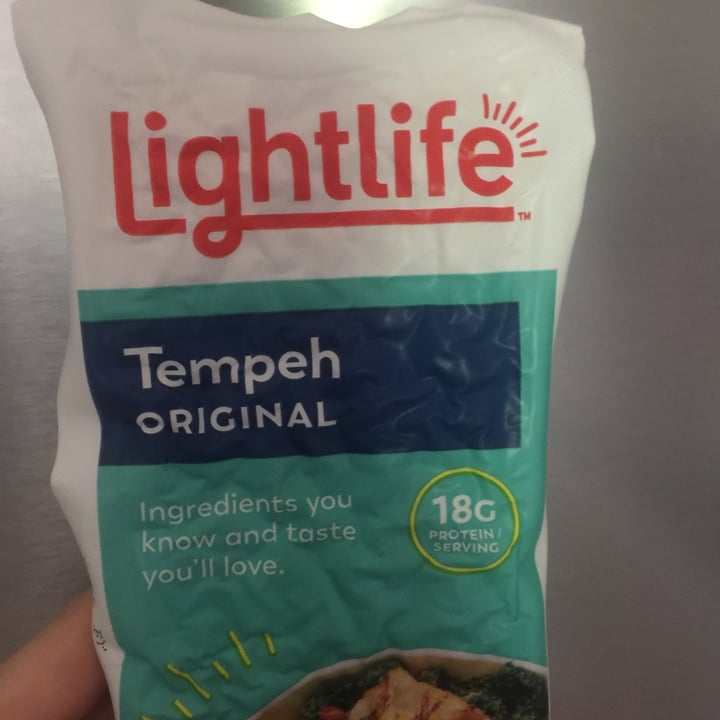 Lightlife™
Tempeh
ORIGINAL
Ingredients you
know and taste
you'll love.
18G
PROTEIN/
SERVING